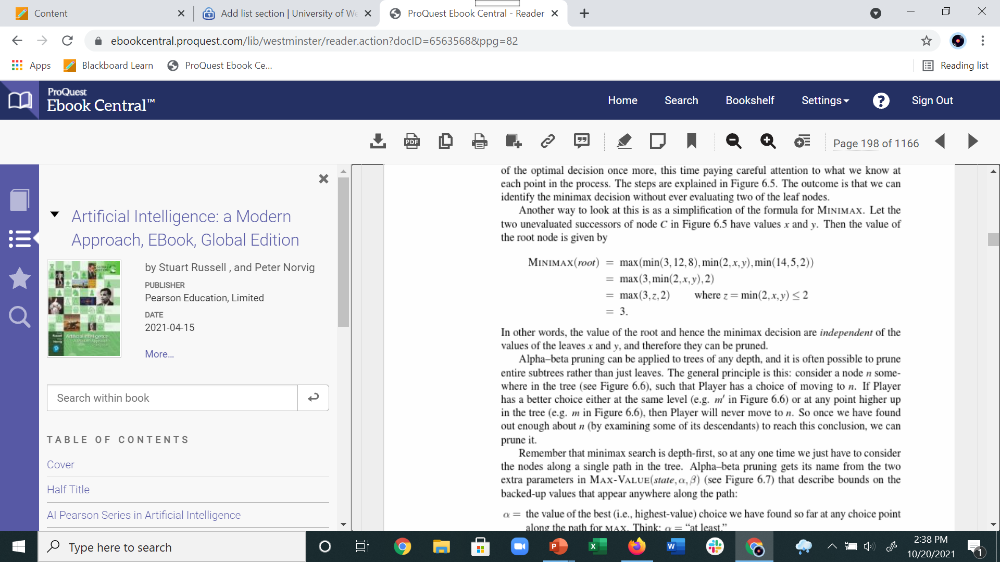 Content
Add list section | University of We
ProQuest Ebook Central - Reader
ebookcentral.proquest.com/lib/westminster/reader.action?docID=6563568&ppg=82
Apps
Blackboard Learn
ProQuest Ebook Ce...
Reading list
ProQuest
Ebook Central™
Home
Search
Bookshelf
Settings
?
Sign Out
PDF
Page 198 of 1166
Artificial Intelligence: a Modern
Approach, EBook, Global Edition
by Stuart Russell , and Peter Norvig
PUBLISHER
Pearson Education, Limited
DATE
2021-04-15
More...
Search within book
TABLE OF CONTENTS
Cover
Half Title
AI Pearson Series in Artificial Intelligence
of the optimal decision once more, this time paying careful attention to what we know at
each point in the process. The steps are explained in Figure 6.5. The outcome is that we can
identify the minimax decision without ever evaluating two of the leaf nodes.
Another way to look at this is as a simplification of the formula for MINIMAX. Let the
two unevaluated successors of node C in Figure 6.5 have values x and y. Then the value of
the root node is given by
MINIMAX(root) = max(min(3,12,8),min(2,x,y),min(14,5,2))
= max(3,min(2,x,y),2)
= max(3,z,2) where z = min(2,x,y) ≤ 2
= 3.
In other words, the value of the root and hence the minimax decision are independent of the
values of the leaves x and y, and therefore they can be pruned.
Alpha–beta pruning can be applied to trees of any depth, and it is often possible to prune
entire subtrees rather than just leaves. The general principle is this: consider a node n some-
where in the tree (see Figure 6.6), such that Player has a choice of moving to n. If Player
has a better choice either at the same level (e.g. m′ in Figure 6.6) or at any point higher up
in the tree (e.g. m in Figure 6.6), then Player will never move to n. So once we have found
out enough about n (by examining some of its descendants) to reach this conclusion, we can
prune it.
Remember that minimax search is depth-first, so at any one time we just have to consider
the nodes along a single path in the tree. Alpha–beta pruning gets its name from the two
extra parameters in MAX-VALUE(state,α,β) (see Figure 6.7) that describe bounds on the
backed-up values that appear anywhere along the path:
α = the value of the best (i.e., highest-value) choice we have found so far at any choice point
along the path for MAX. Think: α = “at least.”
Type here to search
2:38 PM
10/20/2021
1